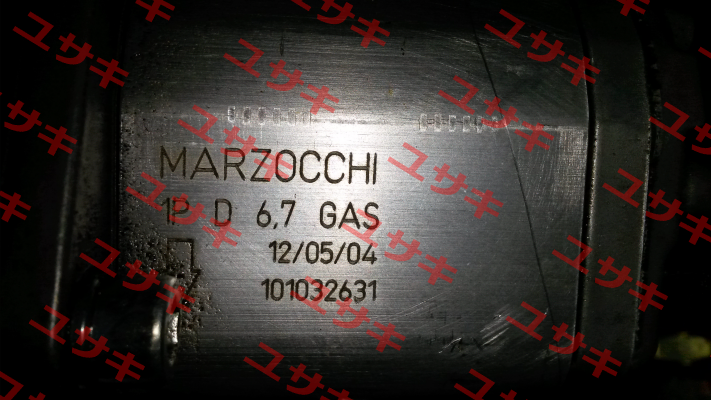 MARZOCCHI
1P D 6,7 GAS
12/05/04
101032631
ユサキ